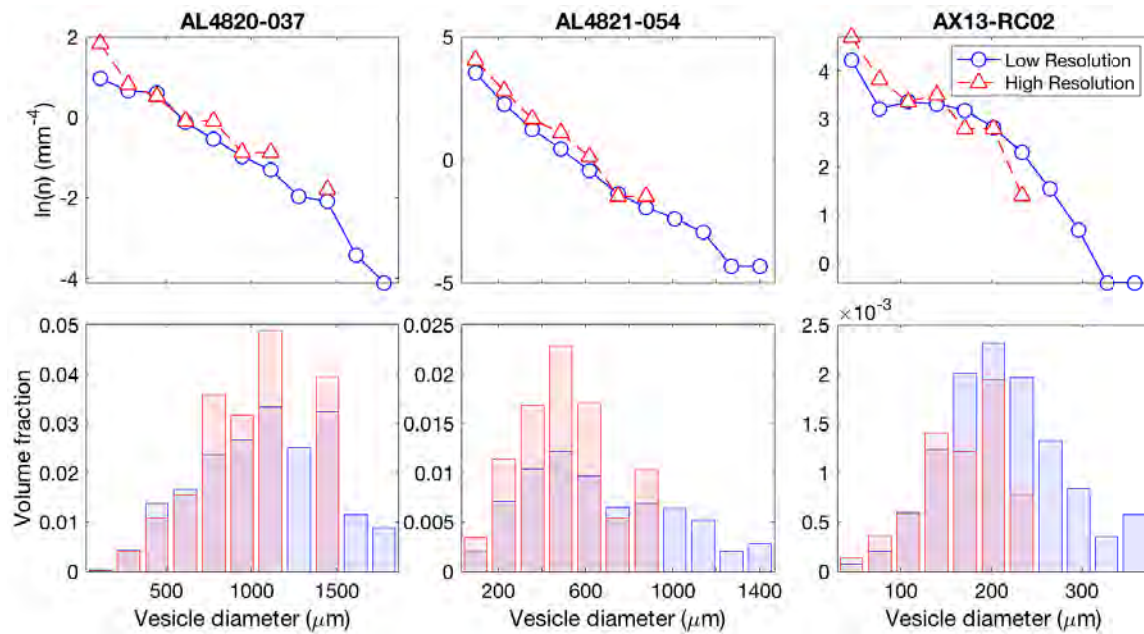 AL4820-037
AL4821-054
AX13-RC02
ln(n) (mm⁻⁴)
2
0
-2
-4
5
0
-5
4
3
2
1
0
Low Resolution
High Resolution
Volume fraction
0.05
0.04
0.03
0.02
0.01
0
0.025
0.02
0.015
0.01
0.005
0
×10⁻³
2.5
2
1.5
1
0.5
0
500 1000 1500
200 600 1000 1400
100 200 300
Vesicle diameter (μm)
Vesicle diameter (μm)
Vesicle diameter (μm)